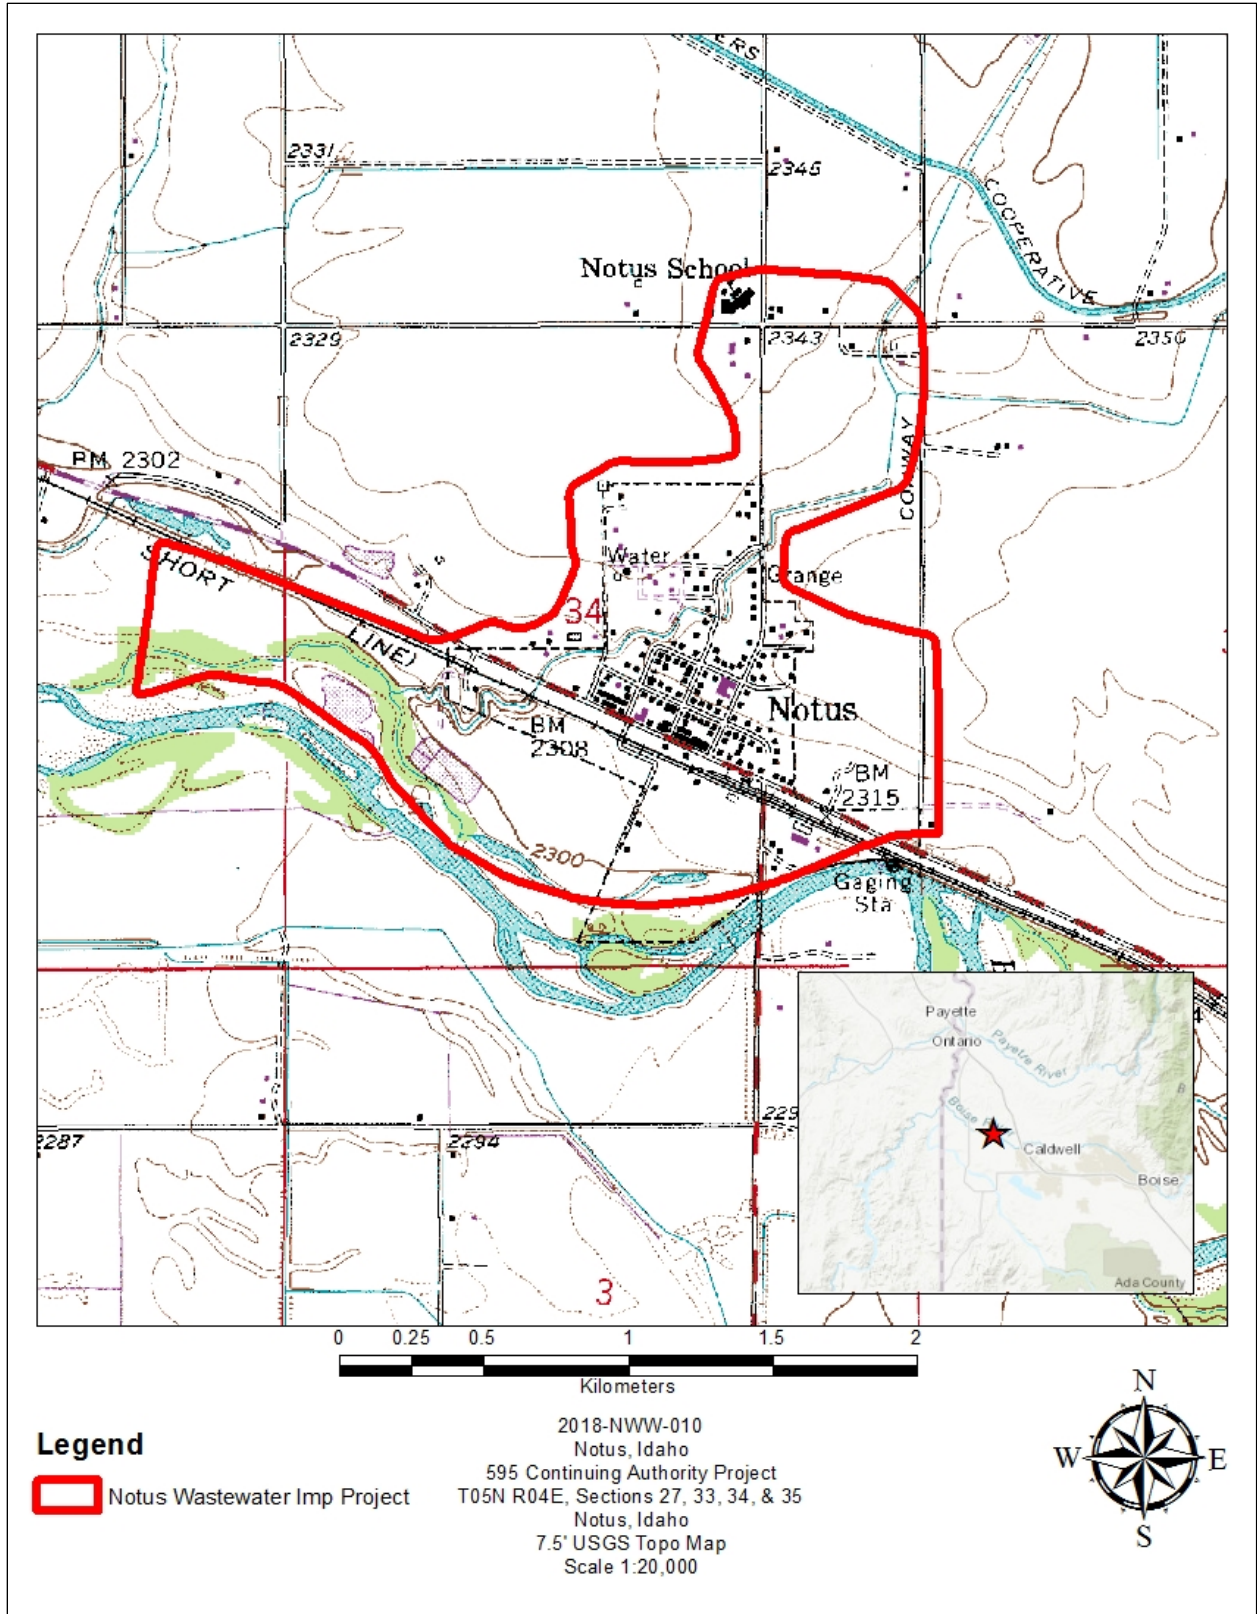 ERS
2331
2345
COOPERATIVE
Notus School
2329
2343
2350
BM 2302
CONWAY
SHORT
Water
Grange
34
LINE)
Notus
BM
2308
BM
2315
2300
Gaging
Sta
Payette
Ontario
Payette River
Boise
Caldwell
Boise
Ada County
2287
2294
229
3
0 0.25 0.5 1 1.5 2
Kilometers
Legend
Notus Wastewater Imp Project
2018-NWW-010
Notus, Idaho
595 Continuing Authority Project
T05N R04E, Sections 27, 33, 34, & 35
Notus, Idaho
7.5' USGS Topo Map
Scale 1:20,000
N
W E
S